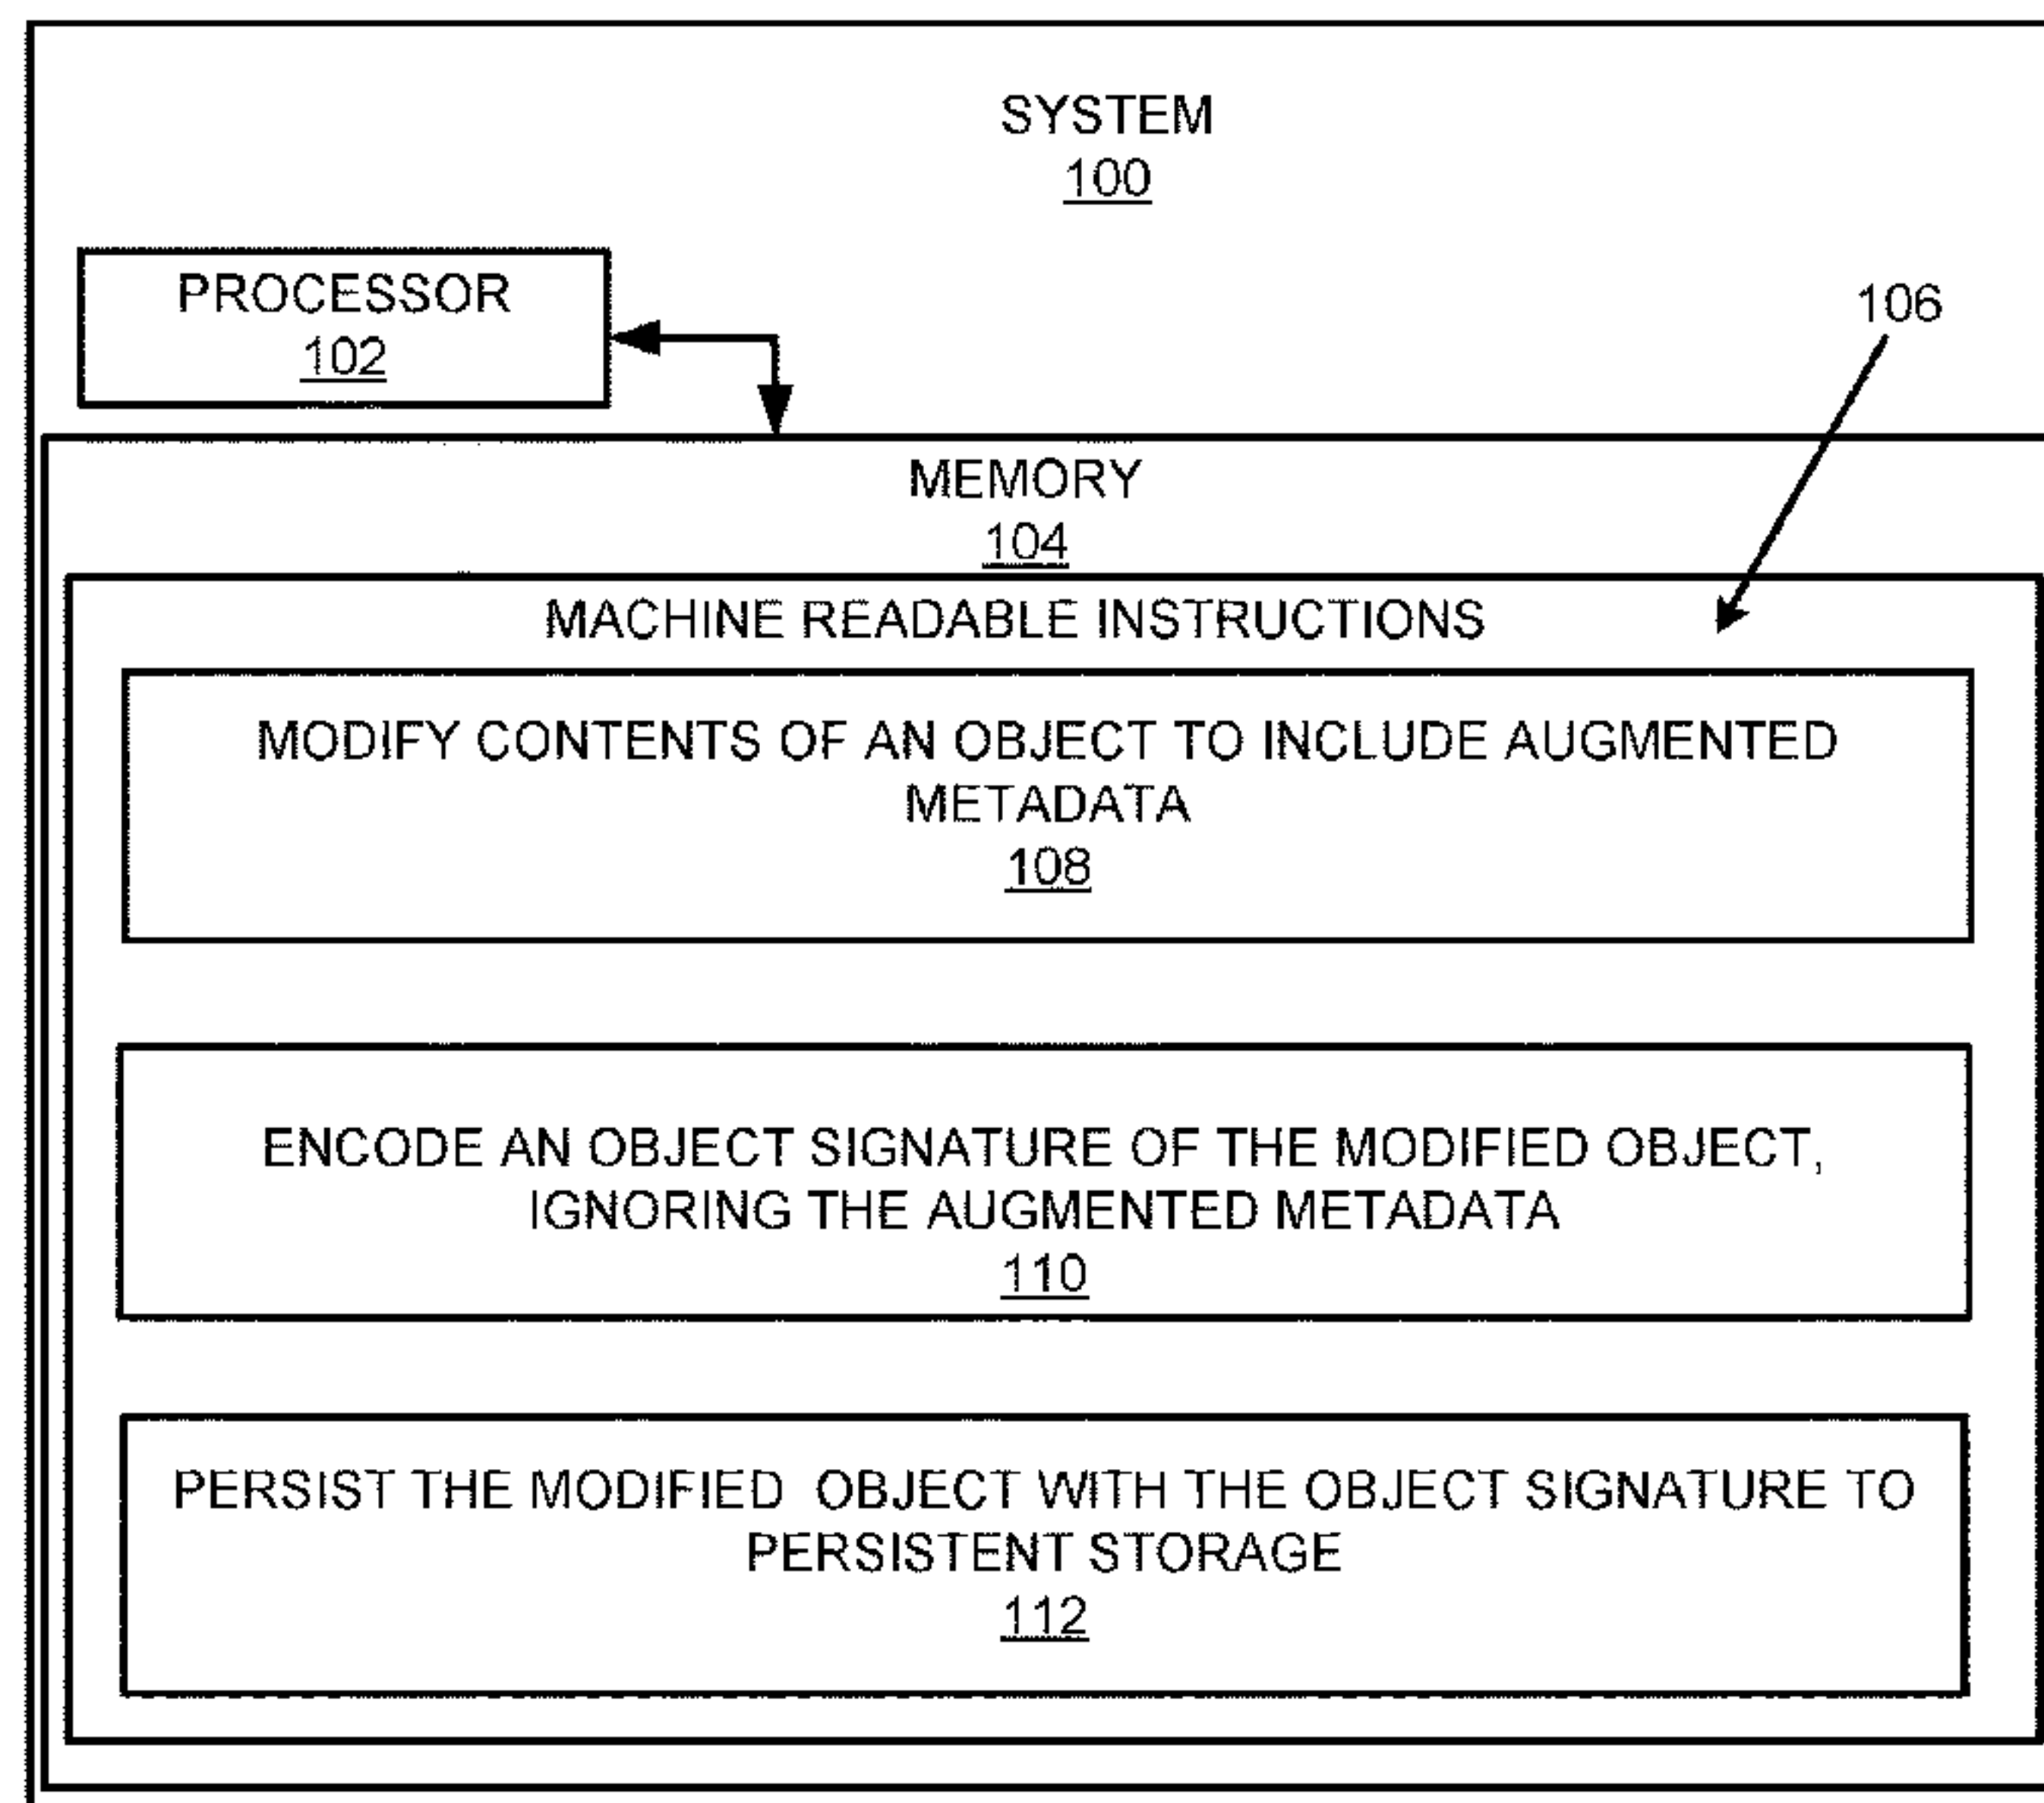 SYSTEM
100
PROCESSOR
102
106
MEMORY
104
MACHINE READABLE INSTRUCTIONS
MODIFY CONTENTS OF AN OBJECT TO INCLUDE AUGMENTED
METADATA
108
ENCODE AN OBJECT SIGNATURE OF THE MODIFIED OBJECT,
IGNORING THE AUGMENTED METADATA
110
PERSIST THE MODIFIED OBJECT WITH THE OBJECT SIGNATURE TO
PERSISTENT STORAGE
112